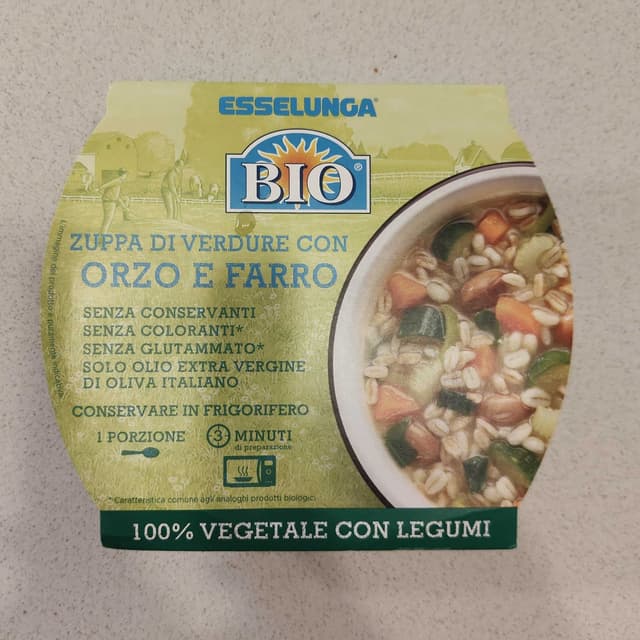 ESSELUNGA®
BIO®
ZUPPA DI VERDURE CON
ORZO E FARRO
SENZA CONSERVANTI
SENZA COLORANTI*
SENZA GLUTAMMATO*
SOLO OLIO EXTRA VERGINE
DI OLIVA ITALIANO
CONSERVARE IN FRIGORIFERO
1 PORZIONE
3 MINUTI
di preparazione
* Caratteristica comune agli analoghi prodotti biologici
100% VEGETALE CON LEGUMI